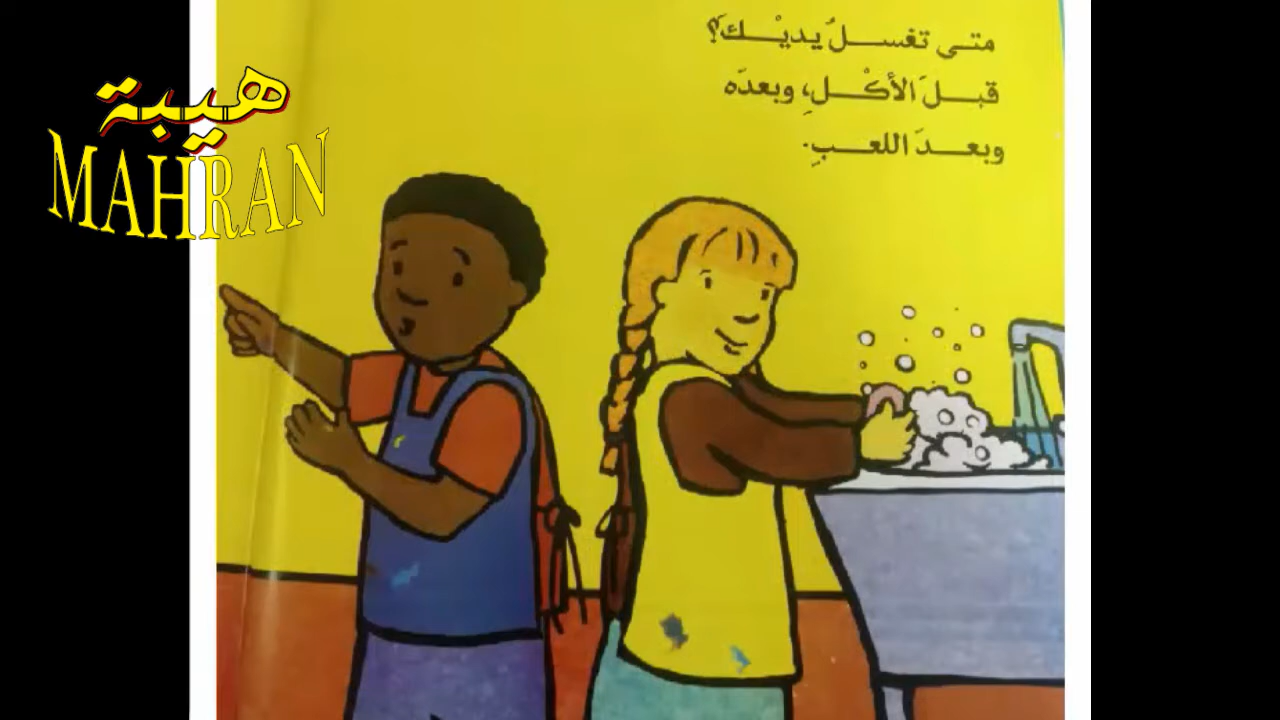 هيبة
MAHRAN
متى تغسلُ يديْكَ؟
قبلَ الأكْلِ، وبعدَه
وبعدَ اللعبِ.